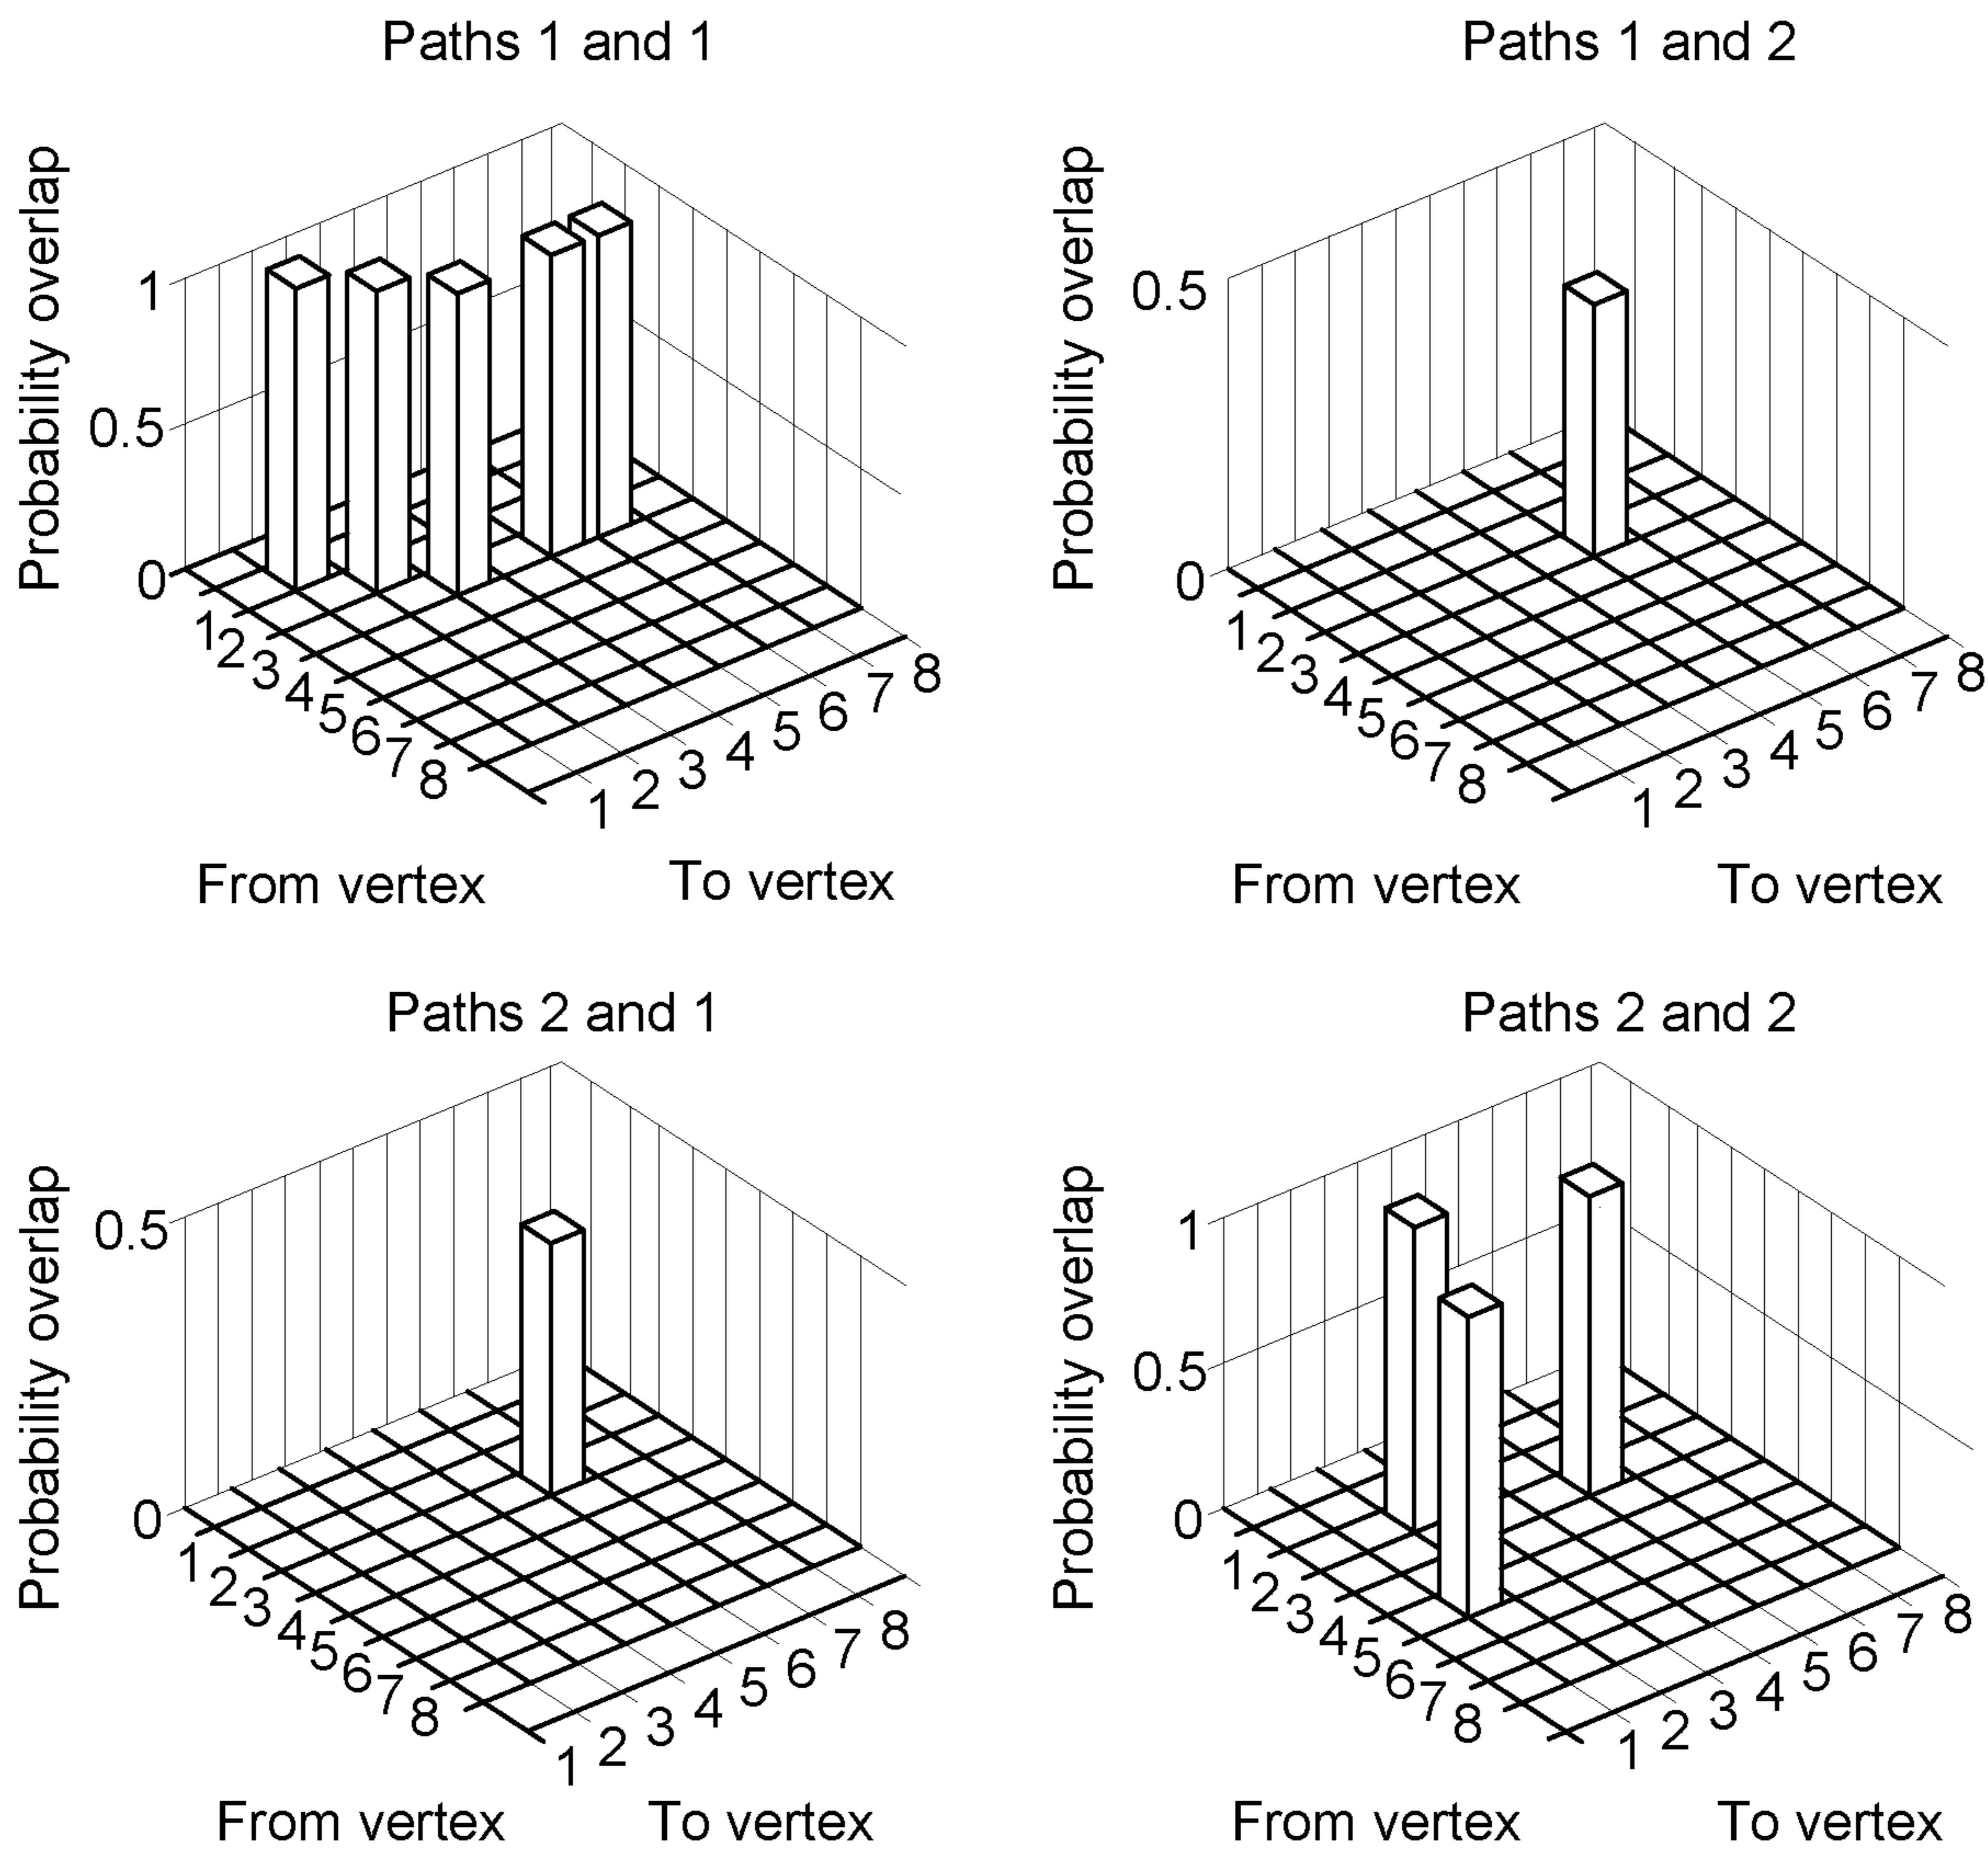 Paths 1 and 1
Probability overlap
1
0.5
0
1 2 3 4 5 6 7 8
1 2 3 4 5 6 7 8
From vertex
To vertex
Paths 1 and 2
Probability overlap
0.5
0
1 2 3 4 5 6 7 8
1 2 3 4 5 6 7 8
From vertex
To vertex
Paths 2 and 1
Probability overlap
0.5
0
1 2 3 4 5 6 7 8
1 2 3 4 5 6 7 8
From vertex
To vertex
Paths 2 and 2
Probability overlap
1
0.5
0
1 2 3 4 5 6 7 8
1 2 3 4 5 6 7 8
From vertex
To vertex